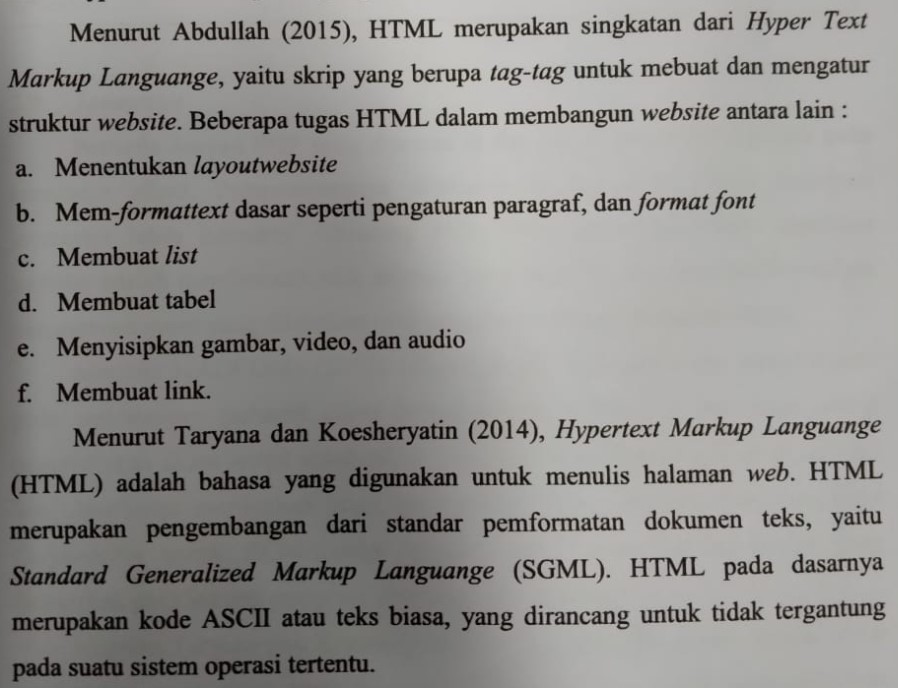 Menurut Abdullah (2015), HTML merupakan singkatan dari Hyper Text
Markup Languange, yaitu skrip yang berupa tag-tag untuk mebuat dan mengatur
struktur website. Beberapa tugas HTML dalam membangun website antara lain :
a. Menentukan layoutwebsite
b. Mem-formattext dasar seperti pengaturan paragraf, dan format font
c. Membuat list
d. Membuat tabel
e. Menyisipkan gambar, video, dan audio
f. Membuat link.
Menurut Taryana dan Koesheryatin (2014), Hypertext Markup Languange
(HTML) adalah bahasa yang digunakan untuk menulis halaman web. HTML
merupakan pengembangan dari standar pemformatan dokumen teks, yaitu
Standard Generalized Markup Languange (SGML). HTML pada dasarnya
merupakan kode ASCII atau teks biasa, yang dirancang untuk tidak tergantung
pada suatu sistem operasi tertentu.